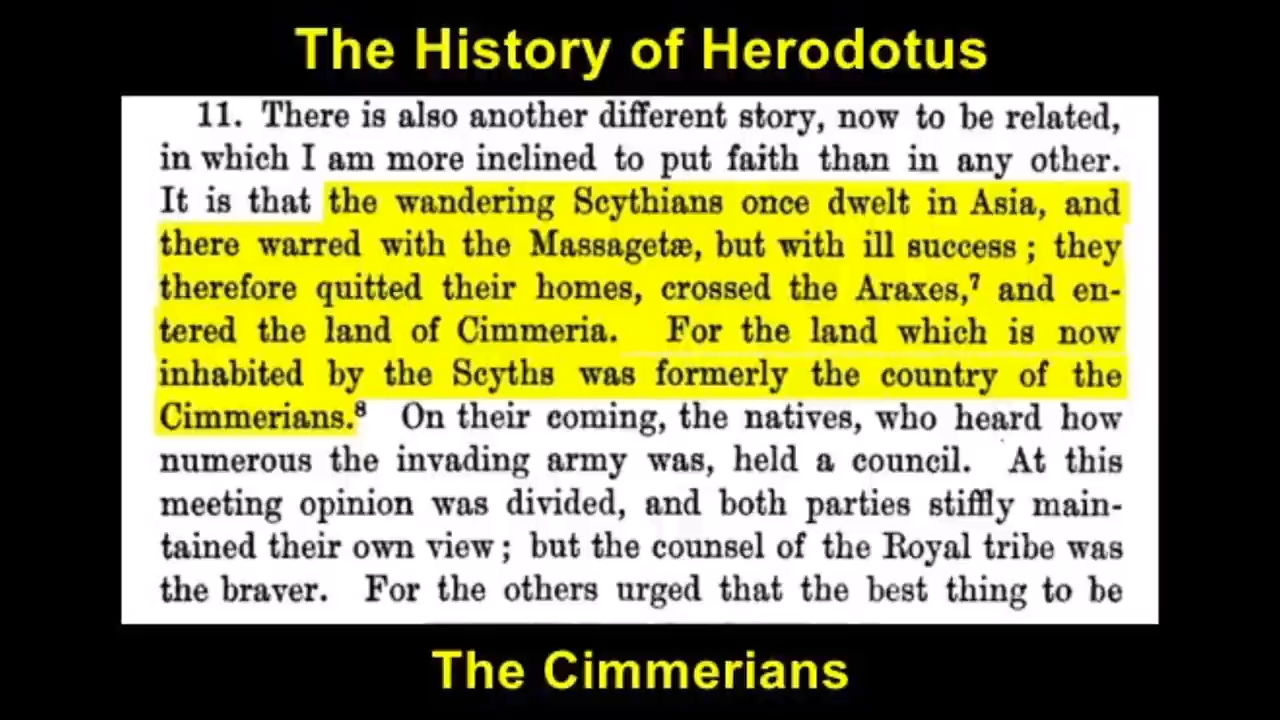 The History of Herodotus
11. There is also another different story, now to be related,
in which I am more inclined to put faith than in any other.
It is that the wandering Scythians once dwelt in Asia, and
there warred with the Massagetæ, but with ill success; they
therefore quitted their homes, crossed the Araxes,⁷ and en-
tered the land of Cimmeria. For the land which is now
inhabited by the Scyths was formerly the country of the
Cimmerians.⁸ On their coming, the natives, who heard how
numerous the invading army was, held a council. At this
meeting opinion was divided, and both parties stiffly main-
tained their own view; but the counsel of the Royal tribe was
the braver. For the others urged that the best thing to be
The Cimmerians